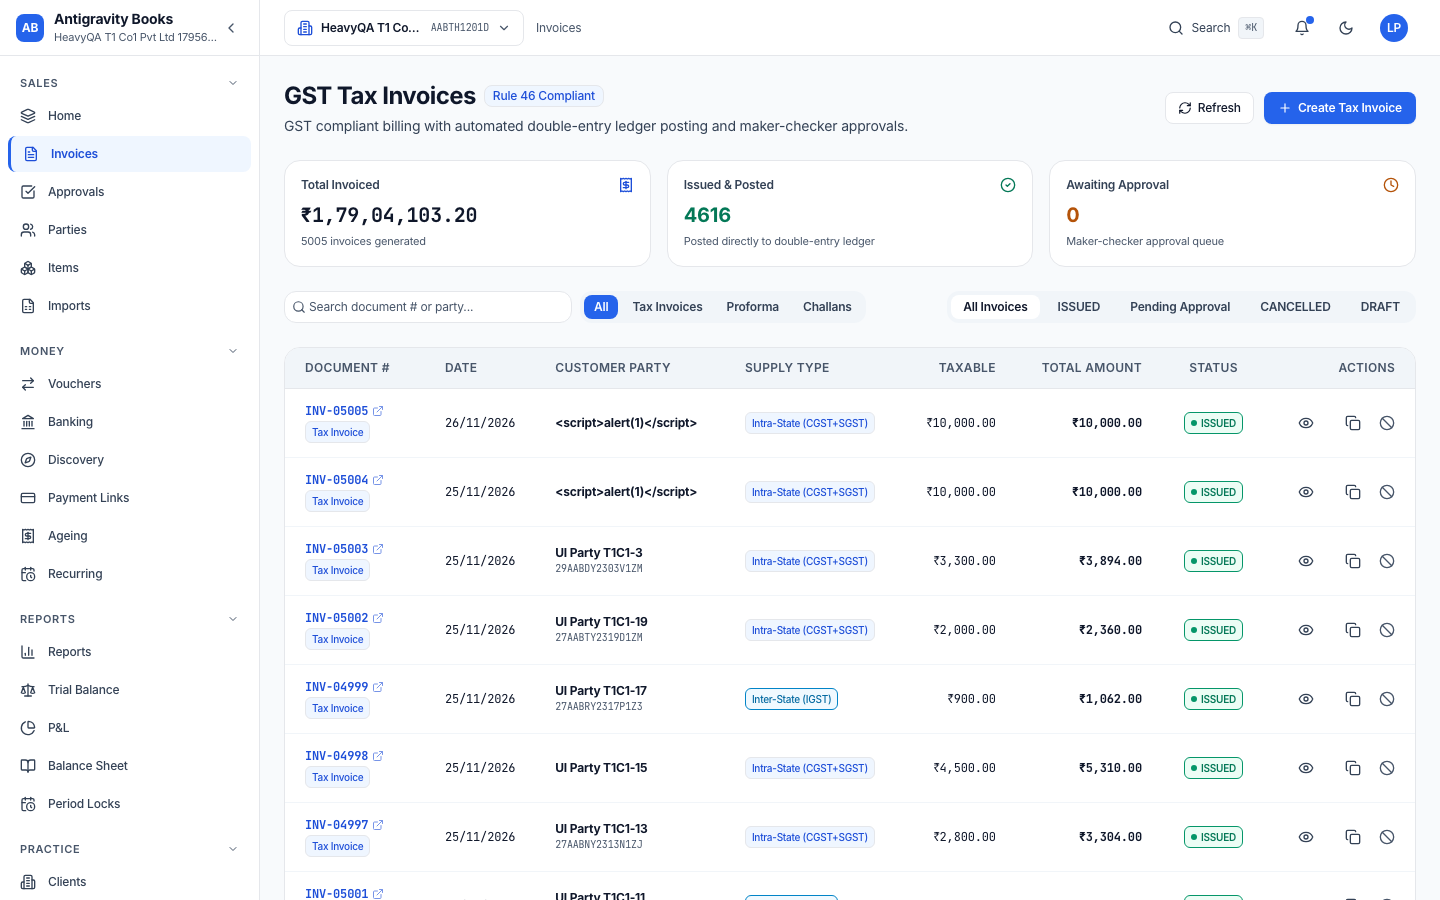 AB
Antigravity Books
HeavyQA T1 Co1 Pvt Ltd 17956...
HeavyQA T1 Co... AABTH1201D
Invoices
Search ⌘K
LP
SALES
Home
Invoices
Approvals
Parties
Items
Imports
MONEY
Vouchers
Banking
Discovery
Payment Links
Ageing
Recurring
REPORTS
Reports
Trial Balance
P&L
Balance Sheet
Period Locks
PRACTICE
Clients
GST Tax Invoices Rule 46 Compliant
GST compliant billing with automated double-entry ledger posting and maker-checker approvals.
Refresh
Create Tax Invoice
Total Invoiced
₹1,79,04,103.20
5005 invoices generated
Issued & Posted
4616
Posted directly to double-entry ledger
Awaiting Approval
0
Maker-checker approval queue
Search document # or party...
All Tax Invoices Proforma Challans
All Invoices ISSUED Pending Approval CANCELLED DRAFT
DOCUMENT # DATE CUSTOMER PARTY SUPPLY TYPE TAXABLE TOTAL AMOUNT STATUS ACTIONS
INV-05005
Tax Invoice
26/11/2026 <script>alert(1)</script> Intra-State (CGST+SGST) ₹10,000.00 ₹10,000.00 ISSUED
INV-05004
Tax Invoice
25/11/2026 <script>alert(1)</script> Intra-State (CGST+SGST) ₹10,000.00 ₹10,000.00 ISSUED
INV-05003
Tax Invoice
25/11/2026
UI Party T1C1-3
29AABDY2303V1ZM
Intra-State (CGST+SGST) ₹3,300.00 ₹3,894.00 ISSUED
INV-05002
Tax Invoice
25/11/2026
UI Party T1C1-19
27AABTY2319D1ZM
Intra-State (CGST+SGST) ₹2,000.00 ₹2,360.00 ISSUED
INV-04999
Tax Invoice
25/11/2026
UI Party T1C1-17
27AABRY2317P1Z3
Inter-State (IGST) ₹900.00 ₹1,062.00 ISSUED
INV-04998
Tax Invoice
25/11/2026 UI Party T1C1-15 Intra-State (CGST+SGST) ₹4,500.00 ₹5,310.00 ISSUED
INV-04997
Tax Invoice
25/11/2026
UI Party T1C1-13
27AABNY2313N1ZJ
Intra-State (CGST+SGST) ₹2,800.00 ₹3,304.00 ISSUED
INV-05001
UI Party T1C1-11